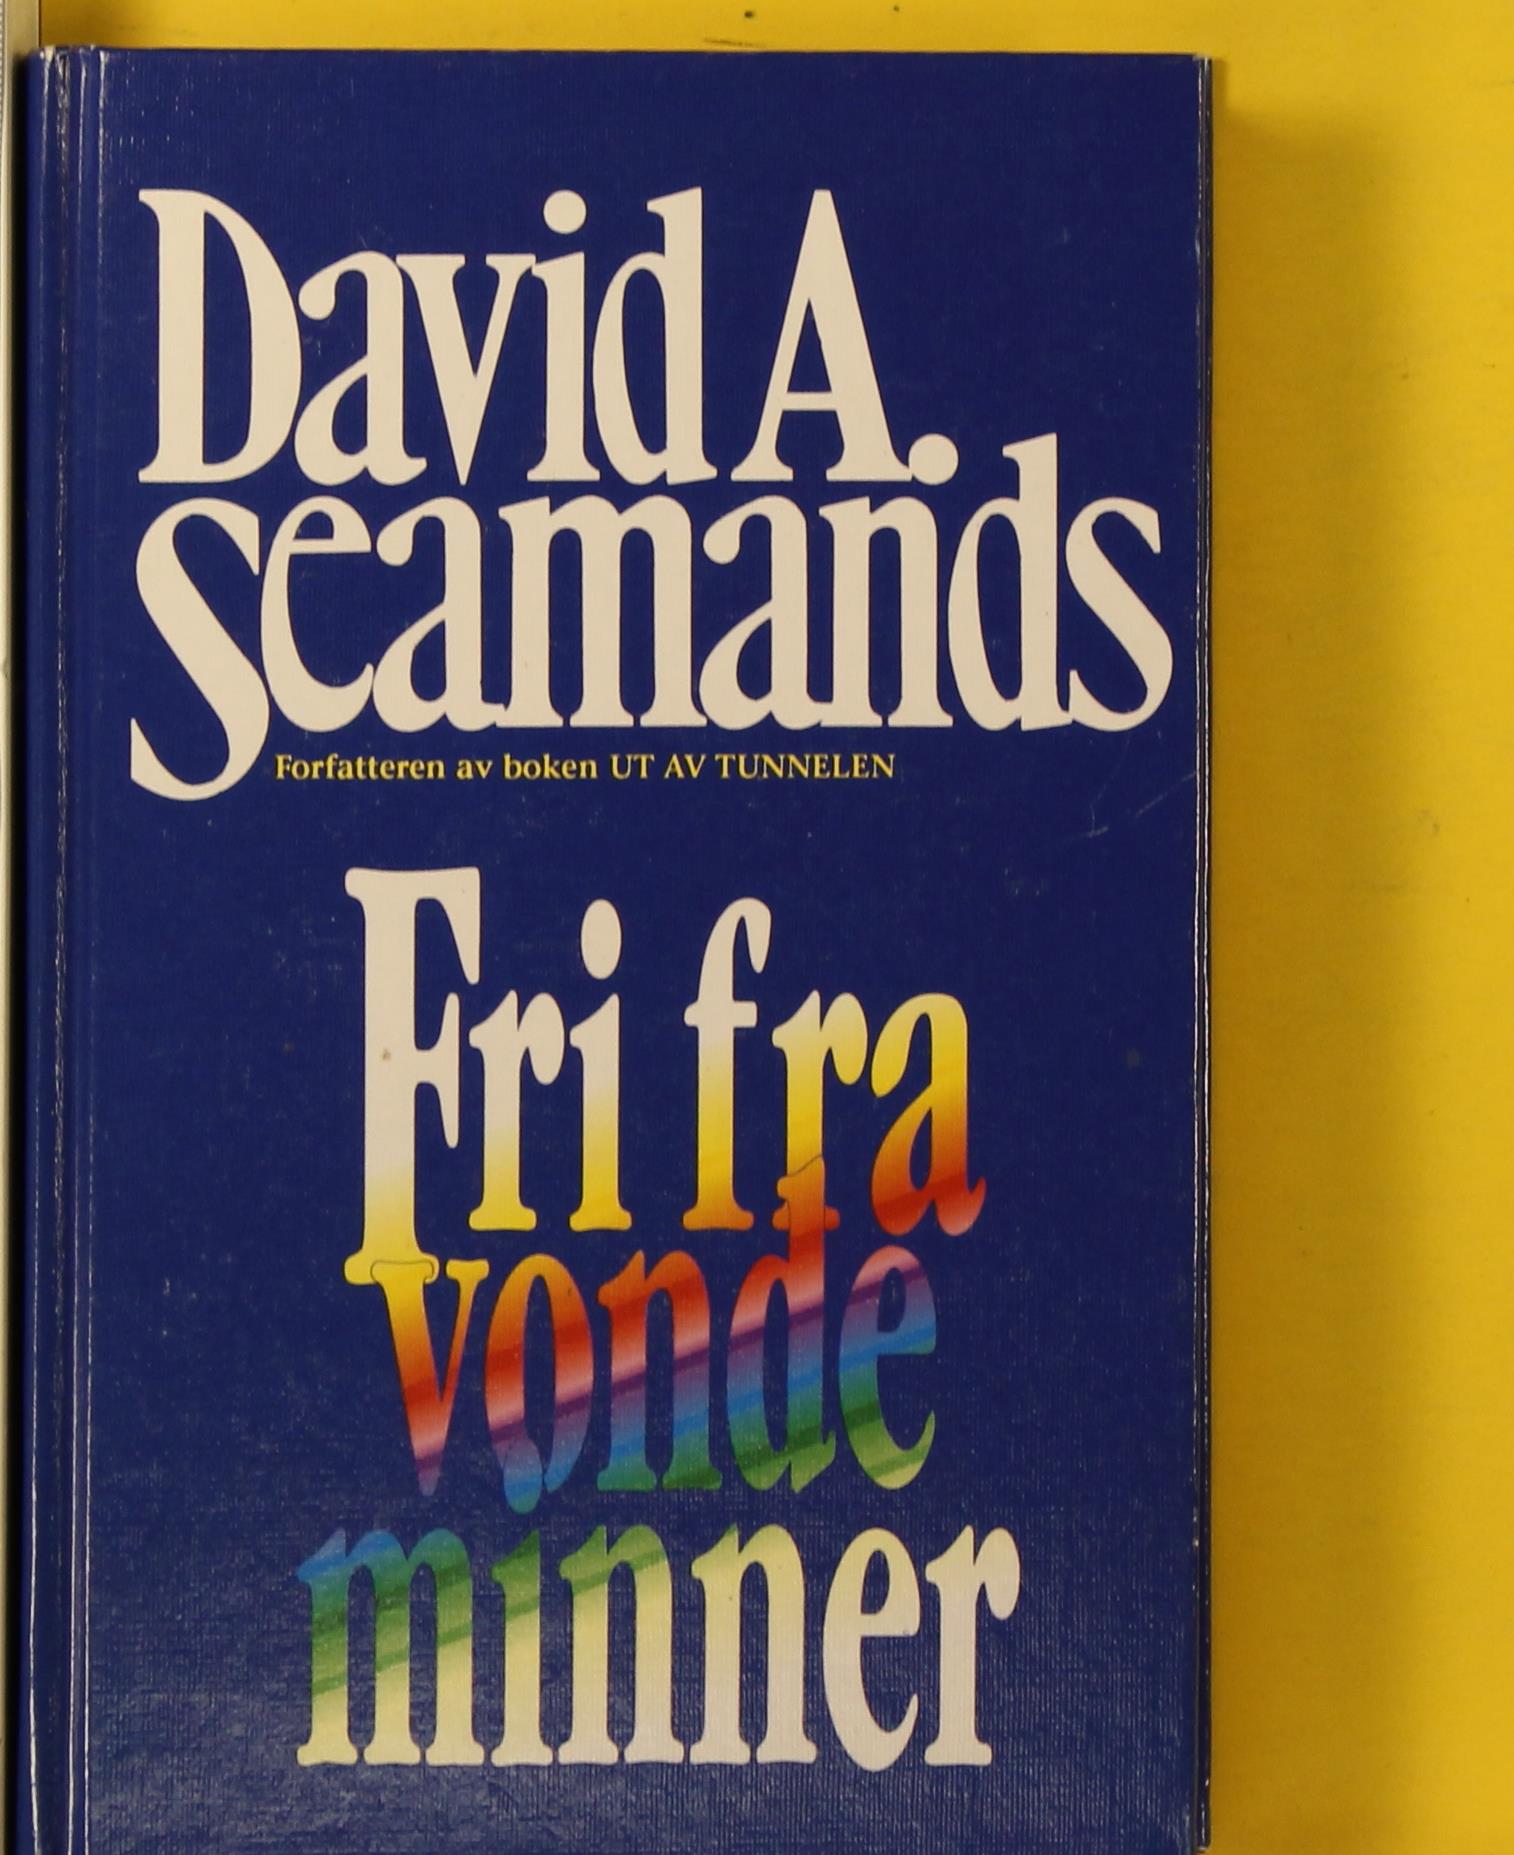 David A.
Seamands
Forfatteren av boken UT AV TUNNELEN
Fri fra
vonde
minner